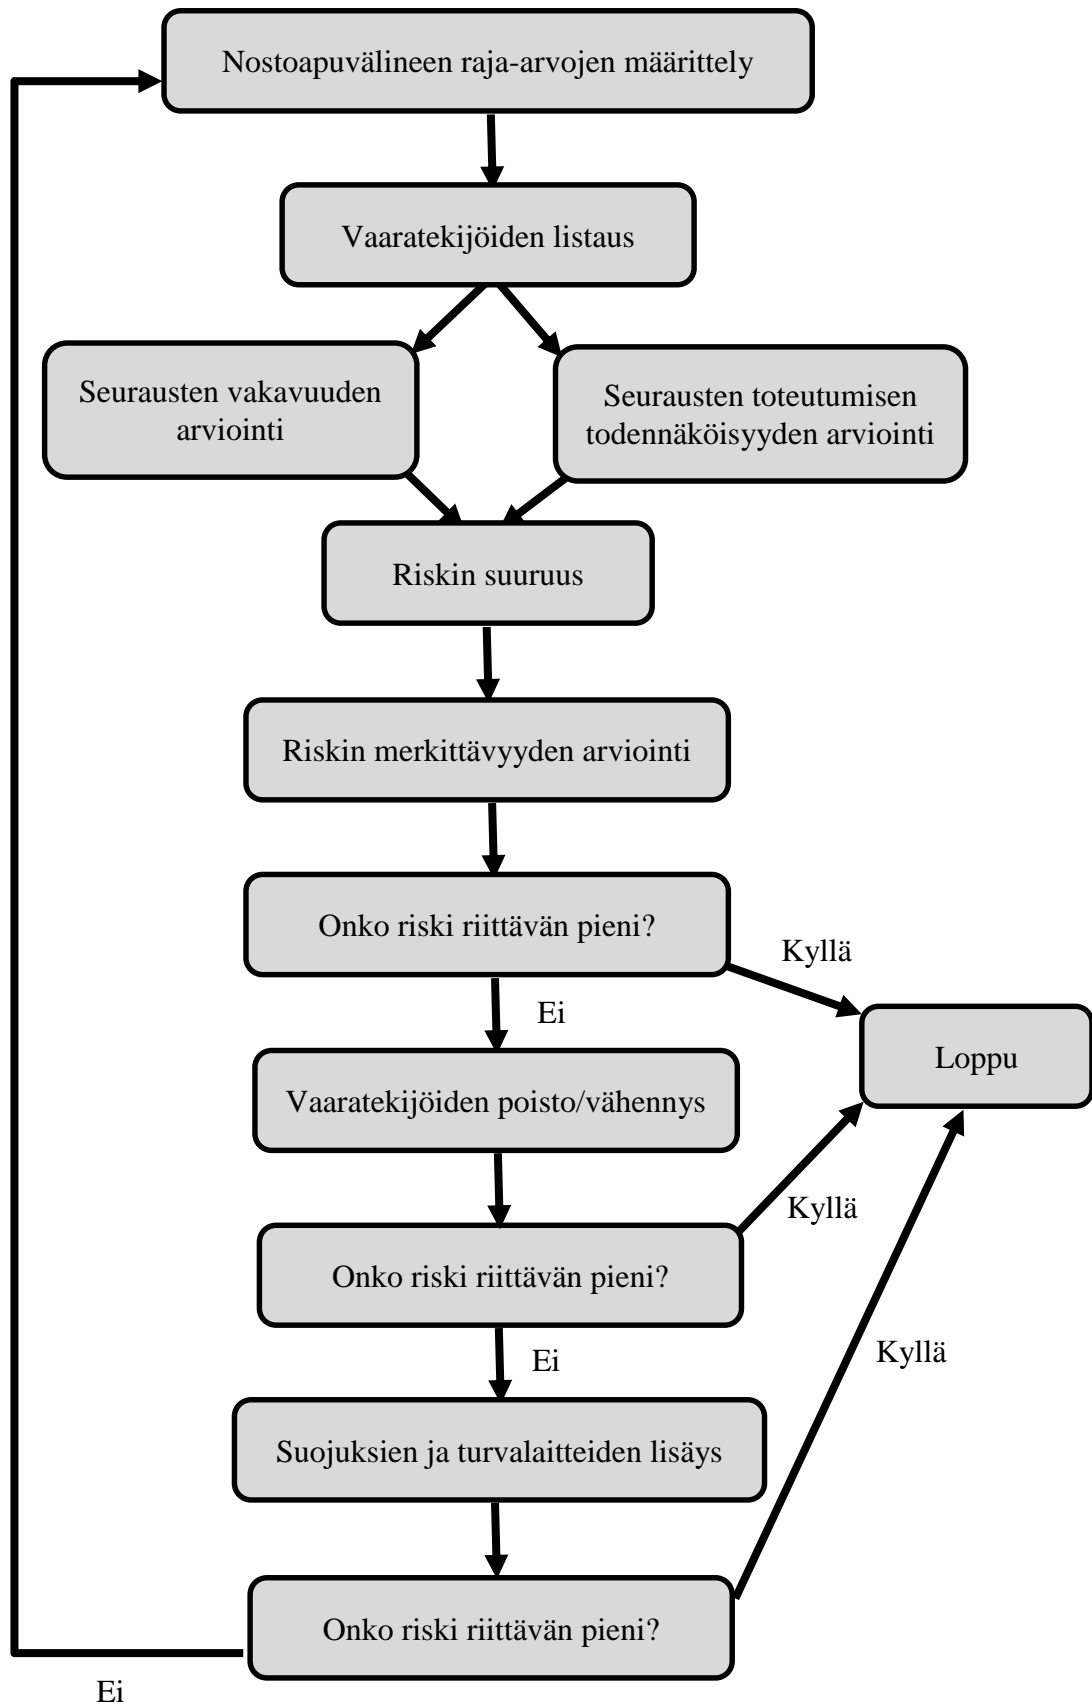 Nostoapuvälineen raja-arvojen määrittely
Vaaratekijöiden listaus
Seurausten vakavuuden
arviointi
Seurausten toteutumisen
todennäköisyyden arviointi
Riskin suuruus
Riskin merkittävyyden arviointi
Onko riski riittävän pieni?
Kyllä
Ei
Loppu
Vaaratekijöiden poisto/vähennys
Kyllä
Onko riski riittävän pieni?
Ei
Kyllä
Suojuksien ja turvalaitteiden lisäys
Onko riski riittävän pieni?
Ei